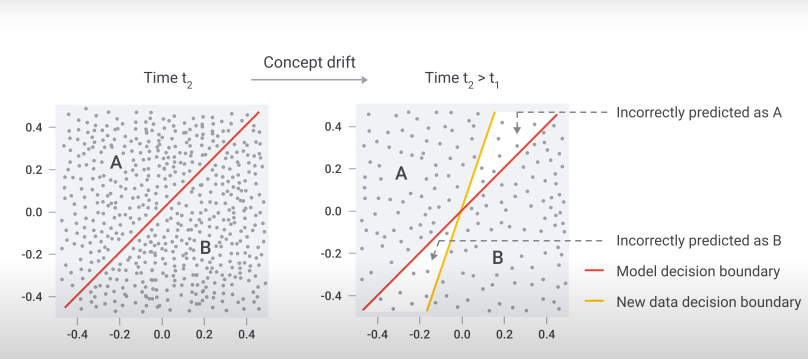 Concept drift
Time t2
Time t2 > t1
0.4
0.2
0.0
-0.2
-0.4
-0.4 -0.2 0.0 0.2 0.4
A
B
0.4
0.2
0.0
-0.2
-0.4
-0.4 -0.2 0.0 0.2 0.4
A
B
Incorrectly predicted as A
Incorrectly predicted as B
Model decision boundary
New data decision boundary